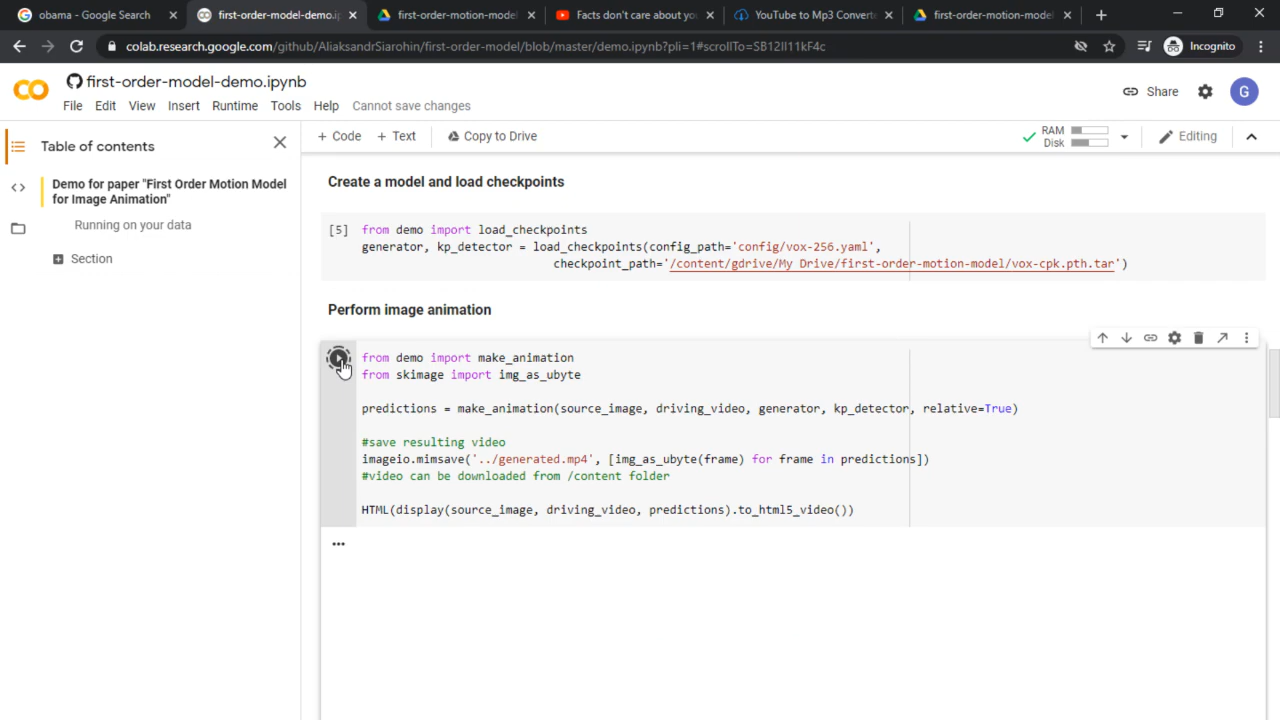 obama - Google Search
first-order-model-demo.ip
first-order-motion-model
Facts don't care about yo
YouTube to Mp3 Convert
first-order-motion-model
colab.research.google.com/github/AliaksandrSiarohin/first-order-model/blob/master/demo.ipynb?pli=1#scrollTo=SB12II11kF4c
Incognito
first-order-model-demo.ipynb
File Edit View Insert Runtime Tools Help Cannot save changes
Share
G
Table of contents
Demo for paper "First Order Motion Model
for Image Animation"
Running on your data
Section
+ Code + Text Copy to Drive
RAM
Disk
Editing
Create a model and load checkpoints
[5] from demo import load_checkpoints
generator, kp_detector = load_checkpoints(config_path='config/vox-256.yaml',
checkpoint_path='/content/gdrive/My Drive/first-order-motion-model/vox-cpk.pth.tar')
Perform image animation
from demo import make_animation
from skimage import img_as_ubyte
predictions = make_animation(source_image, driving_video, generator, kp_detector, relative=True)
#save resulting video
imageio.mimsave('../generated.mp4', [img_as_ubyte(frame) for frame in predictions])
#video can be downloaded from /content folder
HTML(display(source_image, driving_video, predictions).to_html5_video())